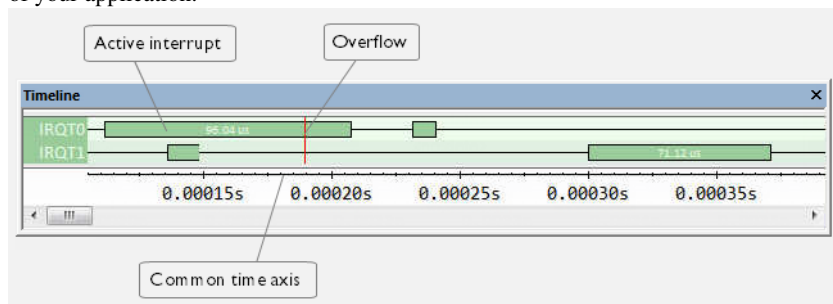 of your application.
Active interrupt
Overflow
Timeline
IRQT0
95.04 us
IRQT1
71.12 us
0.00015s 0.00020s 0.00025s 0.00030s 0.00035s
Common time axis